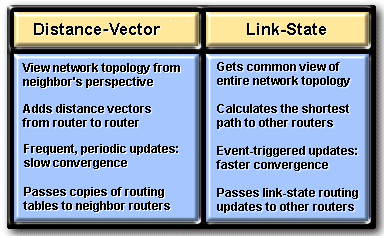 Distance-Vector
Link-State
View network topology from
neighbor's perspective
Gets common view of
entire network topology
Adds distance vectors
from router to router
Calculates the shortest
path to other routers
Frequent, periodic updates:
slow convergence
Event-triggered updates:
faster convergence
Passes copies of routing
tables to neighbor routers
Passes link-state routing
updates to other routers